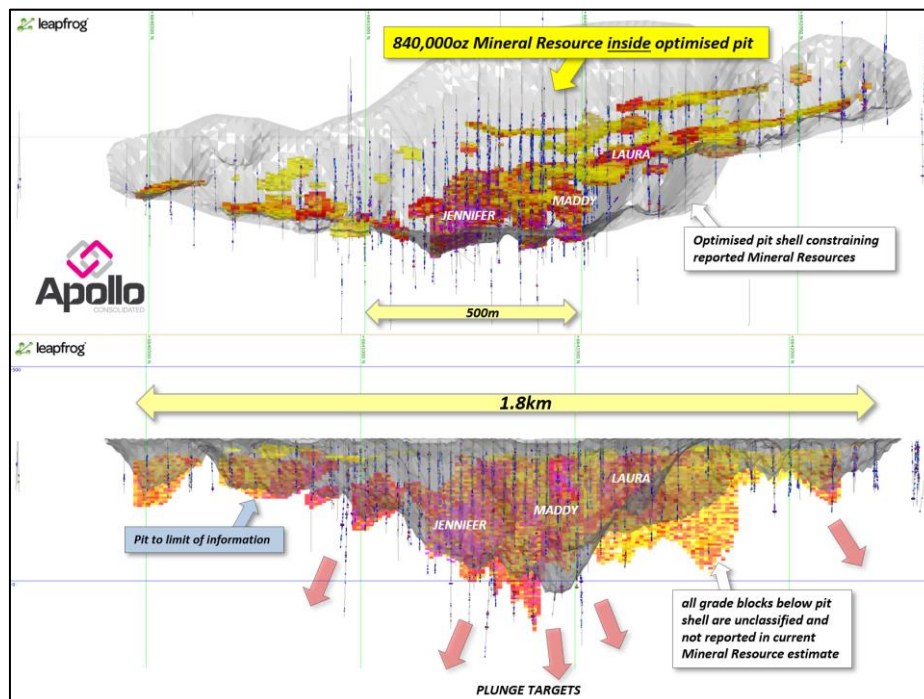 leapfrog
840,000oz Mineral Resource inside optimised pit
LAURA
MADDY
JENNIFER
Optimised pit shell constraining
reported Mineral Resources
Apollo
CONSOLIDATED
500m
leapfrog
1.8km
LAURA
MADDY
JENNIFER
Pit to limit of information
all grade blocks below pit
shell are unclassified and
not reported in current
Mineral Resource estimate
PLUNGE TARGETS